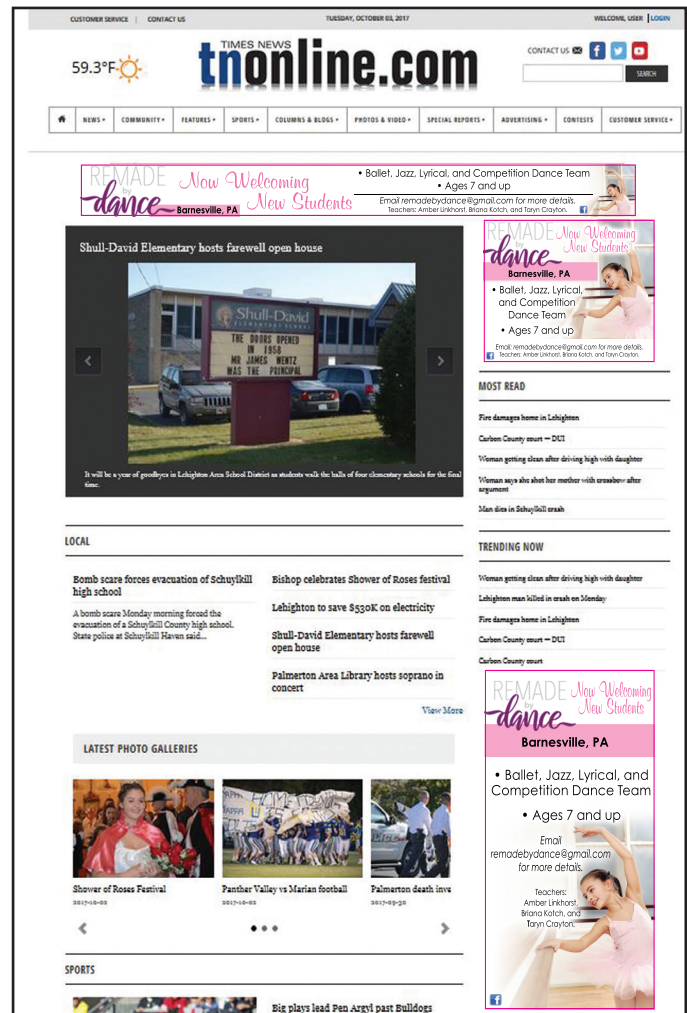 CUSTOMER SERVICE | CONTACT US
TUESDAY, OCTOBER 03, 2017
WELCOME, USER | LOGIN
59.3°F
TIMES NEWS
tnonline.com
CONTACT US
SEARCH
NEWS
COMMUNITY
FEATURES
SPORTS
COLUMNS & BLOGS
PHOTOS & VIDEO
SPECIAL REPORTS
ADVERTISING
CONTESTS
CUSTOMER SERVICE
REMADE
by
dance
Barnesville, PA
Now Welcoming
New Students
• Ballet, Jazz, Lyrical, and Competition Dance Team
• Ages 7 and up
Email remadebydance@gmail.com for more details.
Teachers: Amber Linkhorst, Briana Kotch, and Taryn Crayton.
Shull-David Elementary hosts farewell open house
Shull-David
ELEMENTARY SCHOOL
THE DOORS OPENED
IN 1958
MR JAMES WENTZ
WAS THE PRINCIPAL
It will be a year of goodbyes in Lehighton Area School District as students walk the halls of four elementary schools for the final
time.
REMADE
by
dance
Now Welcoming
New Students
Barnesville, PA
• Ballet, Jazz, Lyrical,
and Competition
Dance Team
• Ages 7 and up
Email: remadebydance@gmail.com for more details.
Teachers: Amber Linkhorst, Briana Kotch, and Taryn Crayton.
MOST READ
Fire damages home in Lehighton
Carbon County court — DUI
Woman getting clean after driving high with daughter
Woman says she shot her mother with crossbow after
argument
Man dies in Schuylkill crash
TRENDING NOW
Woman getting clean after driving high with daughter
Lehighton man killed in crash on Monday
Fire damages home in Lehighton
Carbon County court — DUI
Carbon County court
LOCAL
Bomb scare forces evacuation of Schuylkill
high school
A bomb scare Monday morning forced the
evacuation of a Schuylkill County high school.
State police at Schuylkill Haven said...
Bishop celebrates Shower of Roses festival
Lehighton to save $530K on electricity
Shull-David Elementary hosts farewell
open house
Palmerton Area Library hosts soprano in
concert
View More
LATEST PHOTO GALLERIES
HOMETOWN
Shower of Roses Festival
2017-10-02
Panther Valley vs Marian football
2017-10-02
Palmerton death inve
2017-09-30
REMADE
by
dance
Now Welcoming
New Students
Barnesville, PA
• Ballet, Jazz, Lyrical, and
Competition Dance Team
• Ages 7 and up
Email
remadebydance@gmail.com
for more details.
Teachers:
Amber Linkhorst,
Briana Kotch, and
Taryn Crayton.
SPORTS
Big plays lead Pen Argyl past Bulldogs